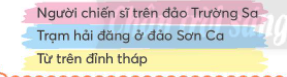 Người chiến sĩ trên đảo Trường Sa
Trạm hải đăng ở đảo Sơn Ca
Từ trên đỉnh tháp